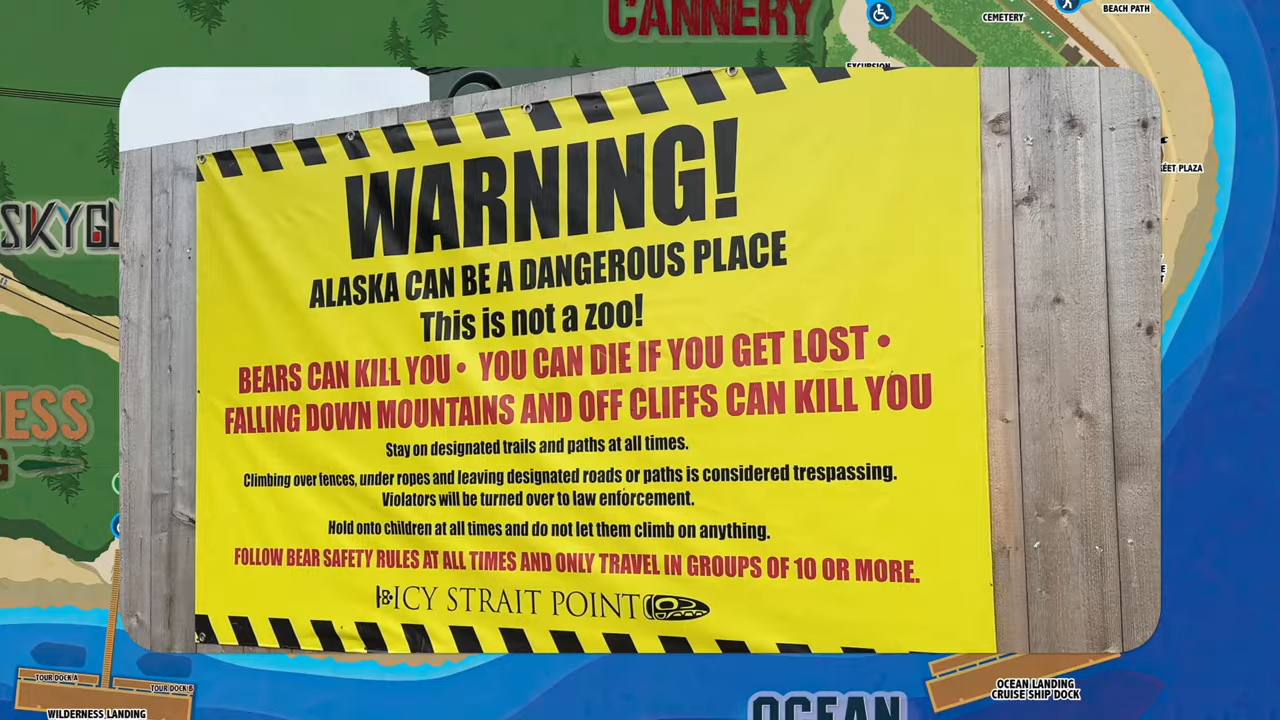 CANNERY
CEMETERY
BEACH PATH
EXCURSION
WARNING!
ALASKA CAN BE A DANGEROUS PLACE
This is not a zoo!
BEARS CAN KILL YOU • YOU CAN DIE IF YOU GET LOST •
FALLING DOWN MOUNTAINS AND OFF CLIFFS CAN KILL YOU
Stay on designated trails and paths at all times.
Climbing over fences, under ropes and leaving designated roads or paths is considered trespassing.
Violators will be turned over to law enforcement.
Hold onto children at all times and do not let them climb on anything.
FOLLOW BEAR SAFETY RULES AT ALL TIMES AND ONLY TRAVEL IN GROUPS OF 10 OR MORE.
ICY STRAIT POINT
PLAZA
TOUR DOCK A
TOUR DOCK B
WILDERNESS LANDING
OCEAN
OCEAN LANDING
CRUISE SHIP DOCK